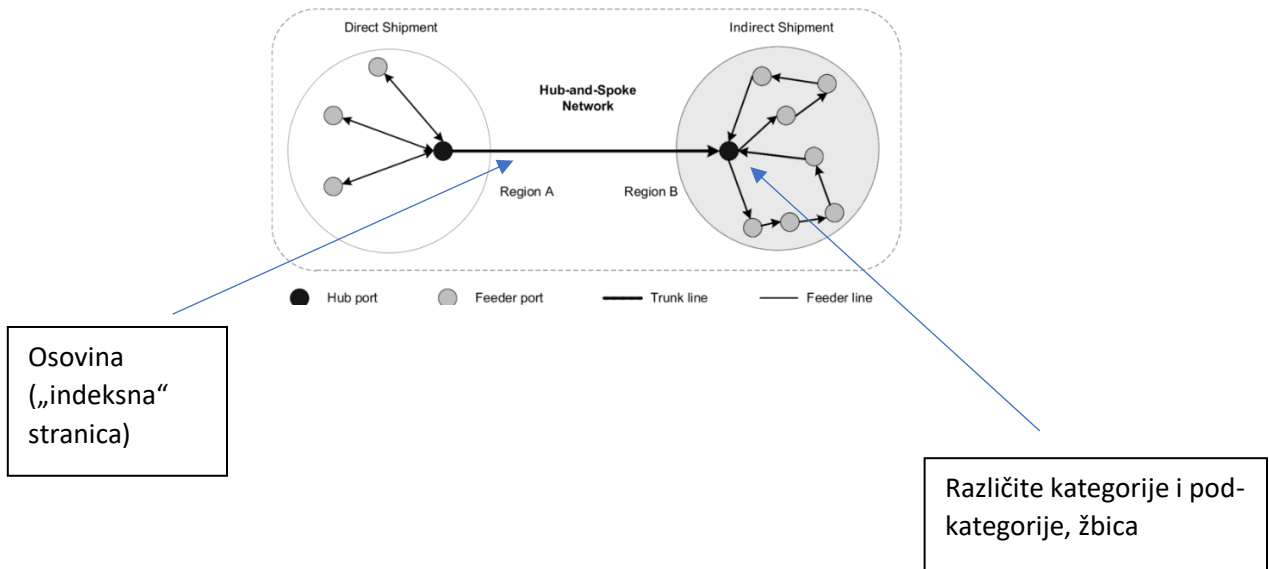 Direct Shipment
Indirect Shipment
Hub-and-Spoke
Network
Region A
Region B
Hub port
Feeder port
Trunk line
Feeder line
Osovina
(„indeksna“
stranica)
Različite kategorije i pod-
kategorije, žbica